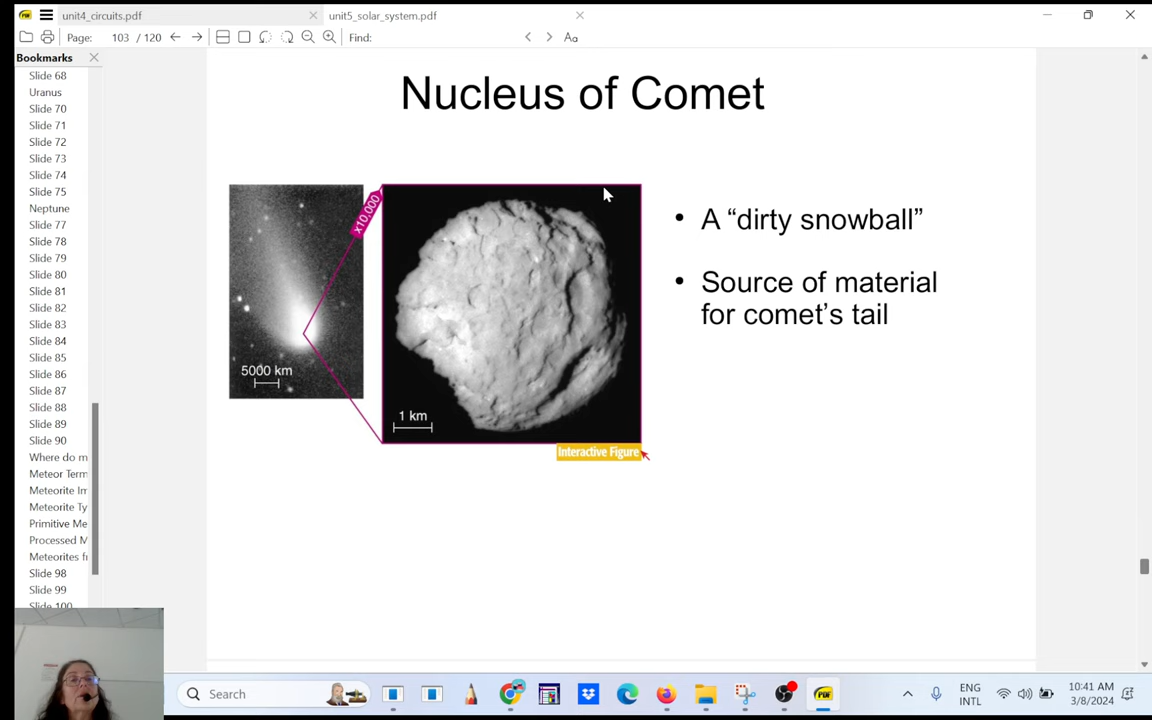 unit4_circuits.pdf
unit5_solar_system.pdf
Page: 103 / 120
Find:
Aa
Bookmarks
Slide 68
Uranus
Slide 70
Slide 71
Slide 72
Slide 73
Slide 74
Slide 75
Neptune
Slide 77
Slide 78
Slide 79
Slide 80
Slide 81
Slide 82
Slide 83
Slide 84
Slide 85
Slide 86
Slide 87
Slide 88
Slide 89
Slide 90
Where do m
Meteor Term
Meteorite Im
Meteorite Ty
Primitive Me
Processed M
Meteorites f
Slide 98
Slide 99
Slide 100
Nucleus of Comet
x10,000
5000 km
1 km
Interactive Figure
• A “dirty snowball”
• Source of material
for comet’s tail
Search
PDF
ENG
INTL
10:41 AM
3/8/2024